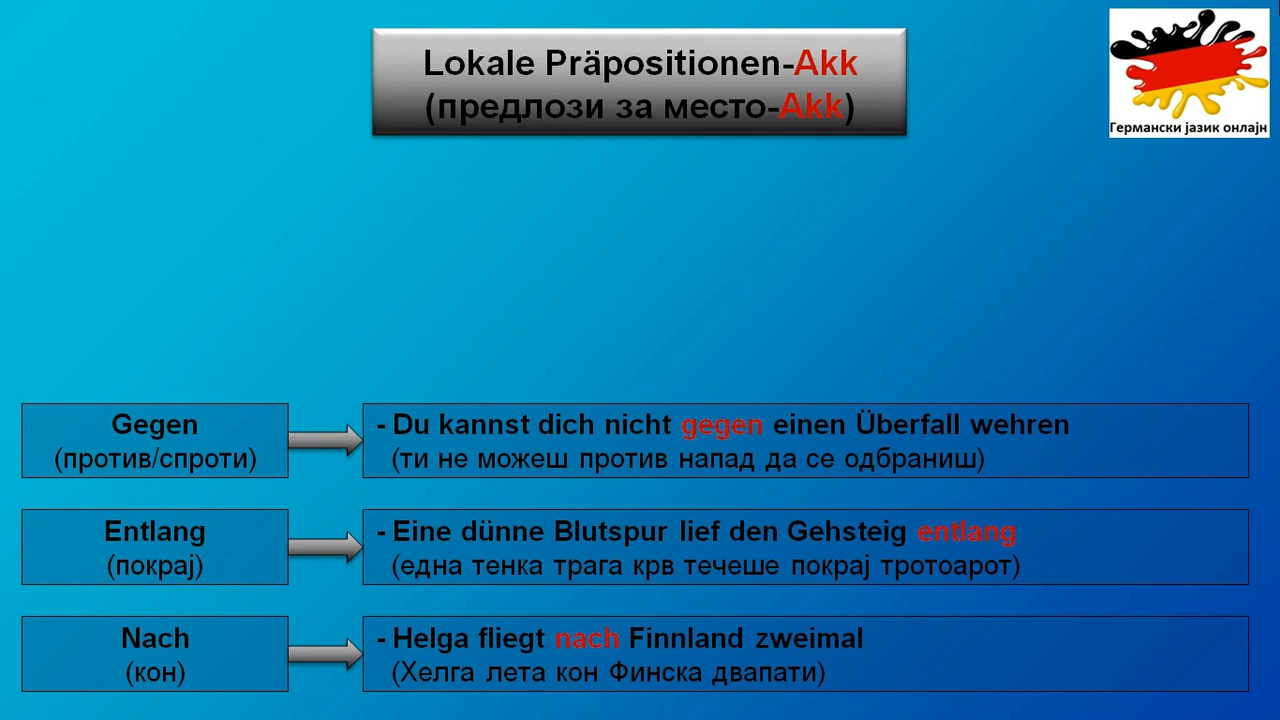 Lokale Präpositionen-Akk
(предлози за место-Akk)
Германски јазик онлајн
Gegen
(против/спроти)
- Du kannst dich nicht gegen einen Überfall wehren
(ти не можеш против напад да се одбраниш)
Entlang
(покрај)
- Eine dünne Blutspur lief den Gehsteig entlang
(една тенка трага крв течеше покрај тротоарот)
Nach
(кон)
- Helga fliegt nach Finnland zweimal
(Хелга лета кон Финска двапати)